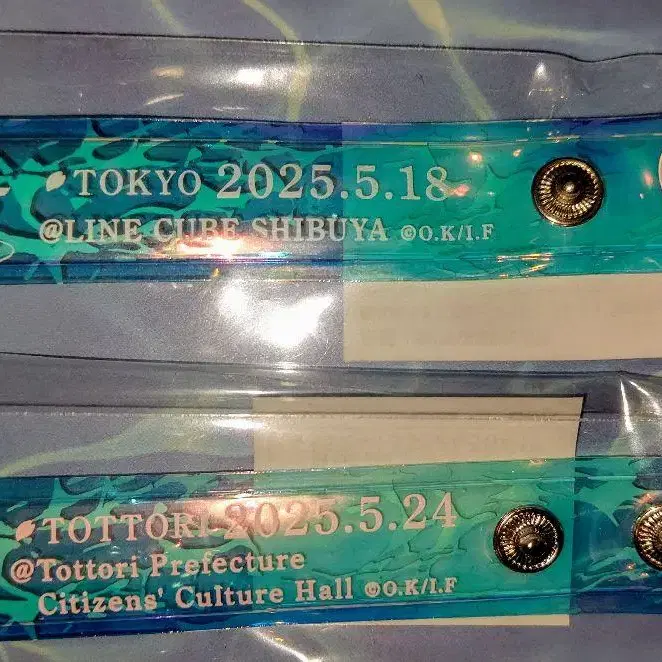 TOKYO 2025.5.18
@LINE CUBE SHIBUYA ©O.K/I.F
TOTTORI 2025.5.24
@Tottori Prefecture
Citizens' Culture Hall ©O.K/I.F